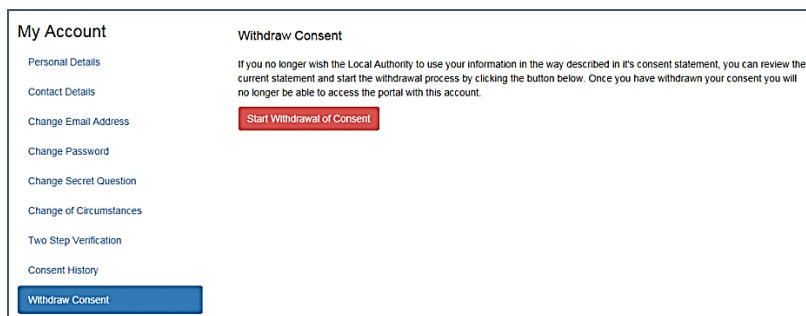 My Account
Personal Details
Contact Details
Change Email Address
Change Password
Change Secret Question
Change of Circumstances
Two Step Verification
Consent History
Withdraw Consent
Withdraw Consent
If you no longer wish the Local Authority to use your information in the way described in it's consent statement, you can review the
current statement and start the withdrawal process by clicking the button below. Once you have withdrawn your consent you will
no longer be able to access the portal with this account.
Start Withdrawal of Consent